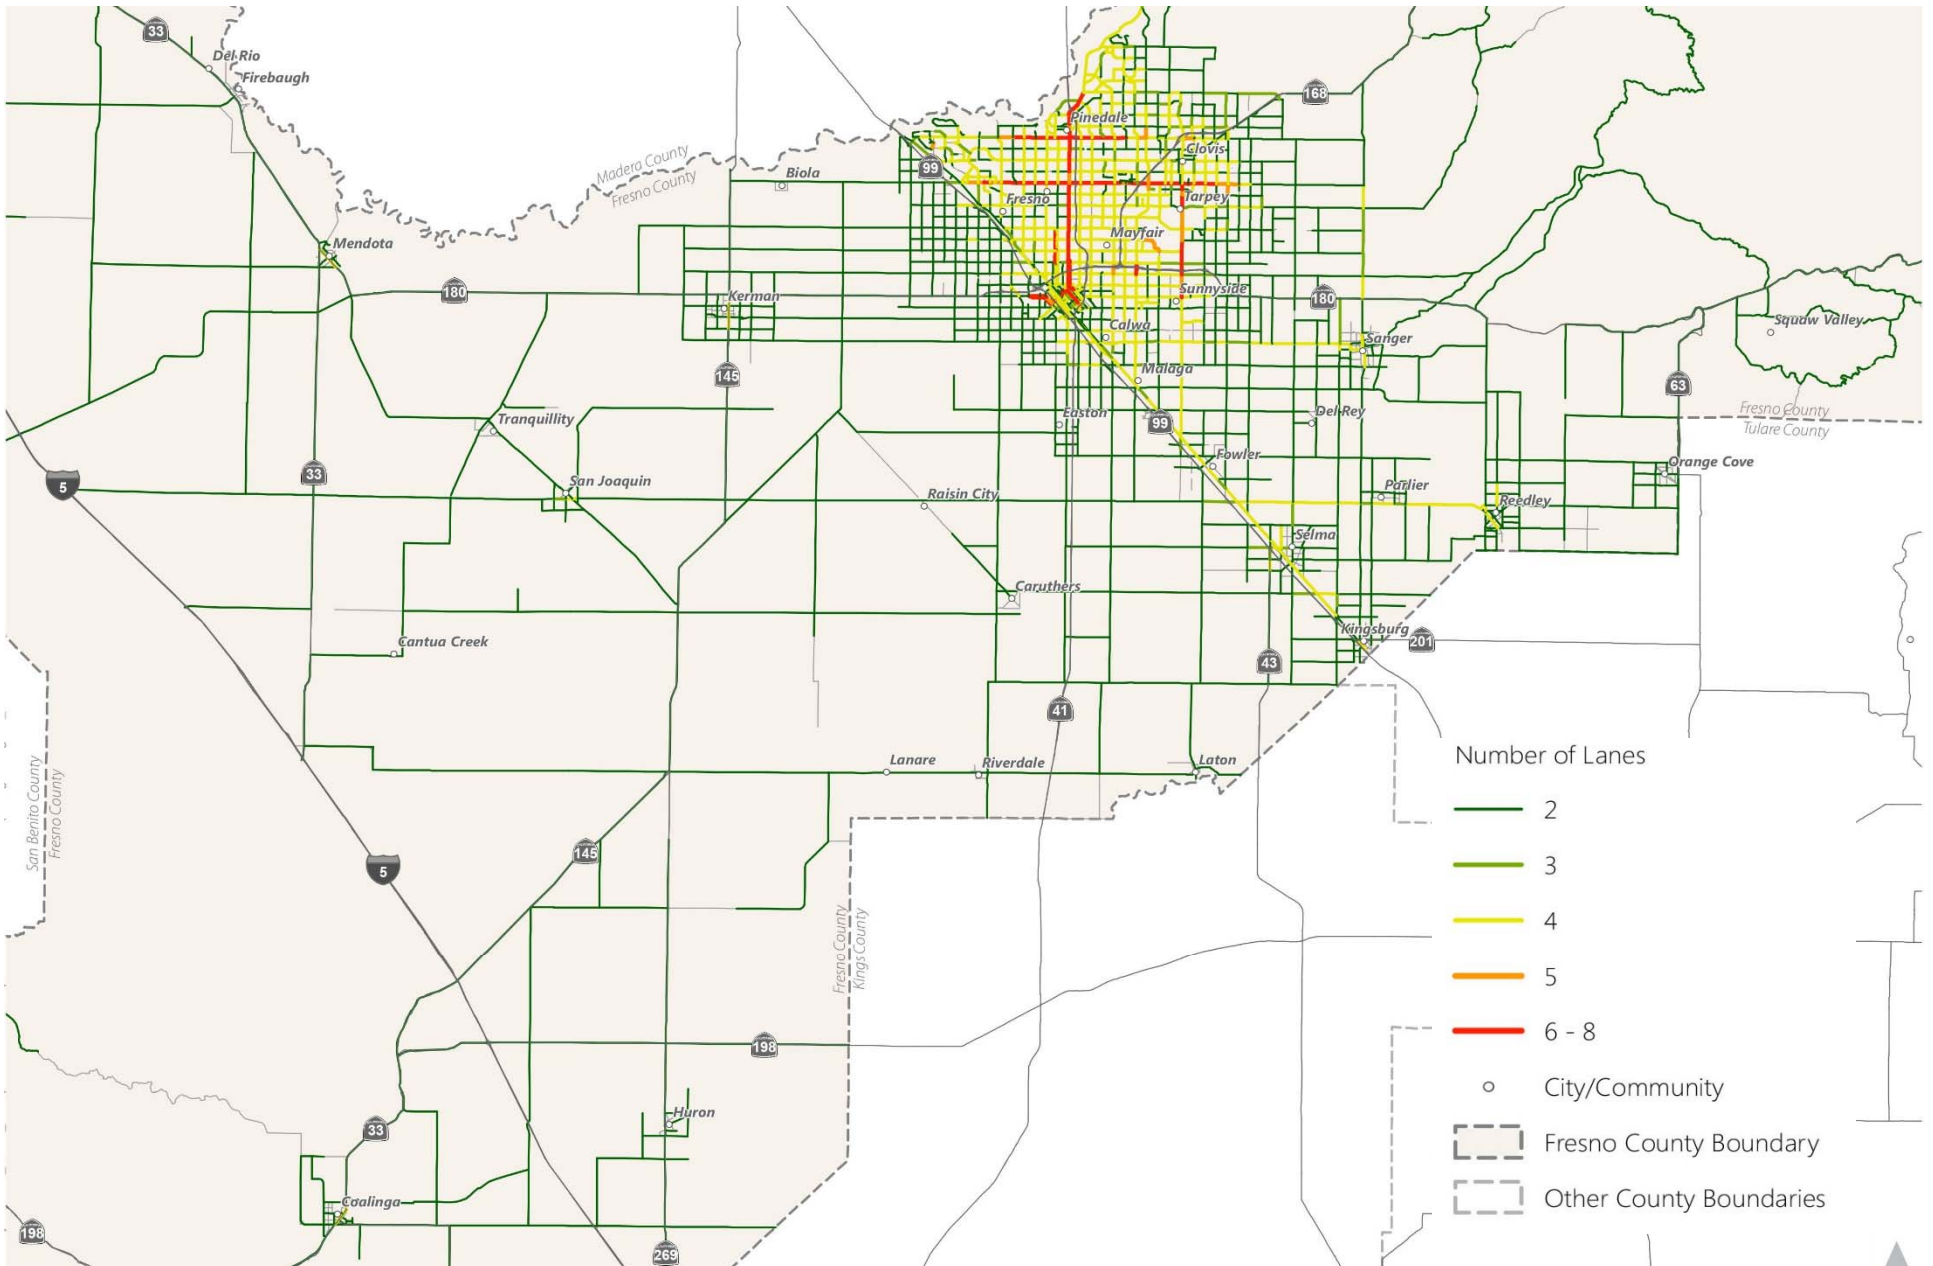 33
Del Rio
Firebaugh
168
Pinedale
Clovis
99
Madera County
Fresno County
Biola
Fresno
Tarpey
Mayfair
Mendota
180
Kerman
Sunnyside
180
Calwa
Squaw Valley
Sanger
145
Malaga
63
Tranquillity
Easton
99
Del Rey
Fresno County
Tulare County
Fowler
Orange Cove
33
5
San Joaquin
Raisin City
Parlier
Reedley
Selma
Caruthers
Cantua Creek
Kingsburg
201
43
41
Lanare
Riverdale
Laton
San Benito County
Fresno County
145
5
Fresno County
Kings County
198
Huron
33
Coalinga
198
269
Number of Lanes
2
3
4
5
6 - 8
City/Community
Fresno County Boundary
Other County Boundaries